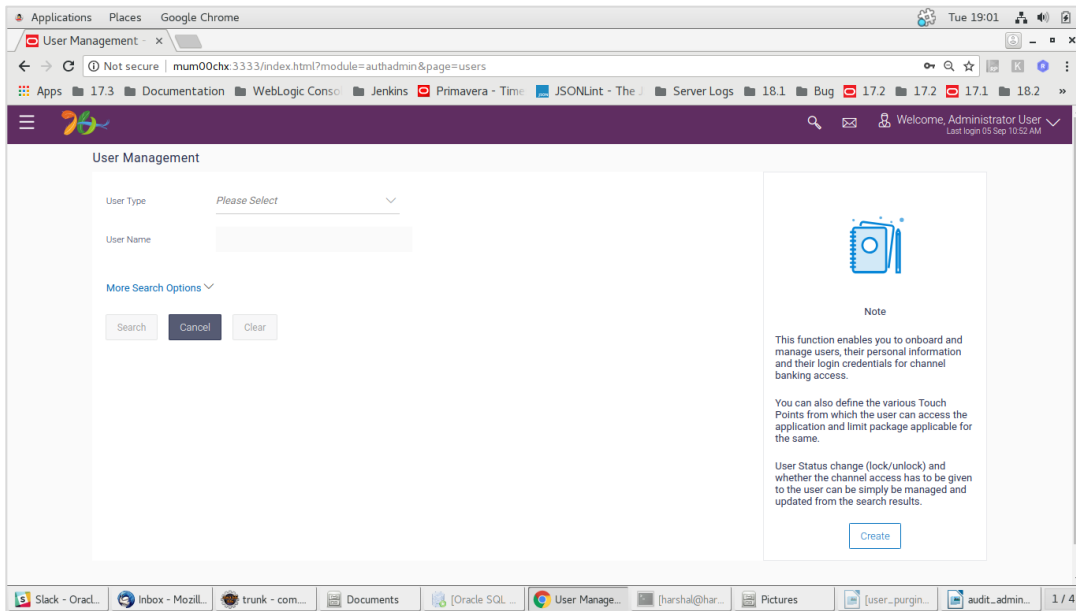 Applications Places Google Chrome Tue 19:01
User Management - ×
Not secure | mum00chx:3333/index.html?module=authadmin&page=users
Apps 17.3 Documentation WebLogic Conso Jenkins Primavera - Time JSONLint - The J Server Logs 18.1 Bug 17.2 17.2 17.1 18.2 »
Welcome, Administrator User
Last login 05 Sep 10:52 AM
User Management
User Type Please Select
User Name
More Search Options
Search Cancel Clear
Note
This function enables you to onboard and
manage users, their personal information
and their login credentials for channel
banking access.
You can also define the various Touch
Points from which the user can access the
application and limit package applicable for
the same.
User Status change (lock/unlock) and
whether the channel access has to be given
to the user can be simply be managed and
updated from the search results.
Create
Slack - Oracl... Inbox - Mozill... trunk - com.... Documents [Oracle SQL ... User Manage... [harshal@har... Pictures [user_purgin... audit_admin... 1 / 4